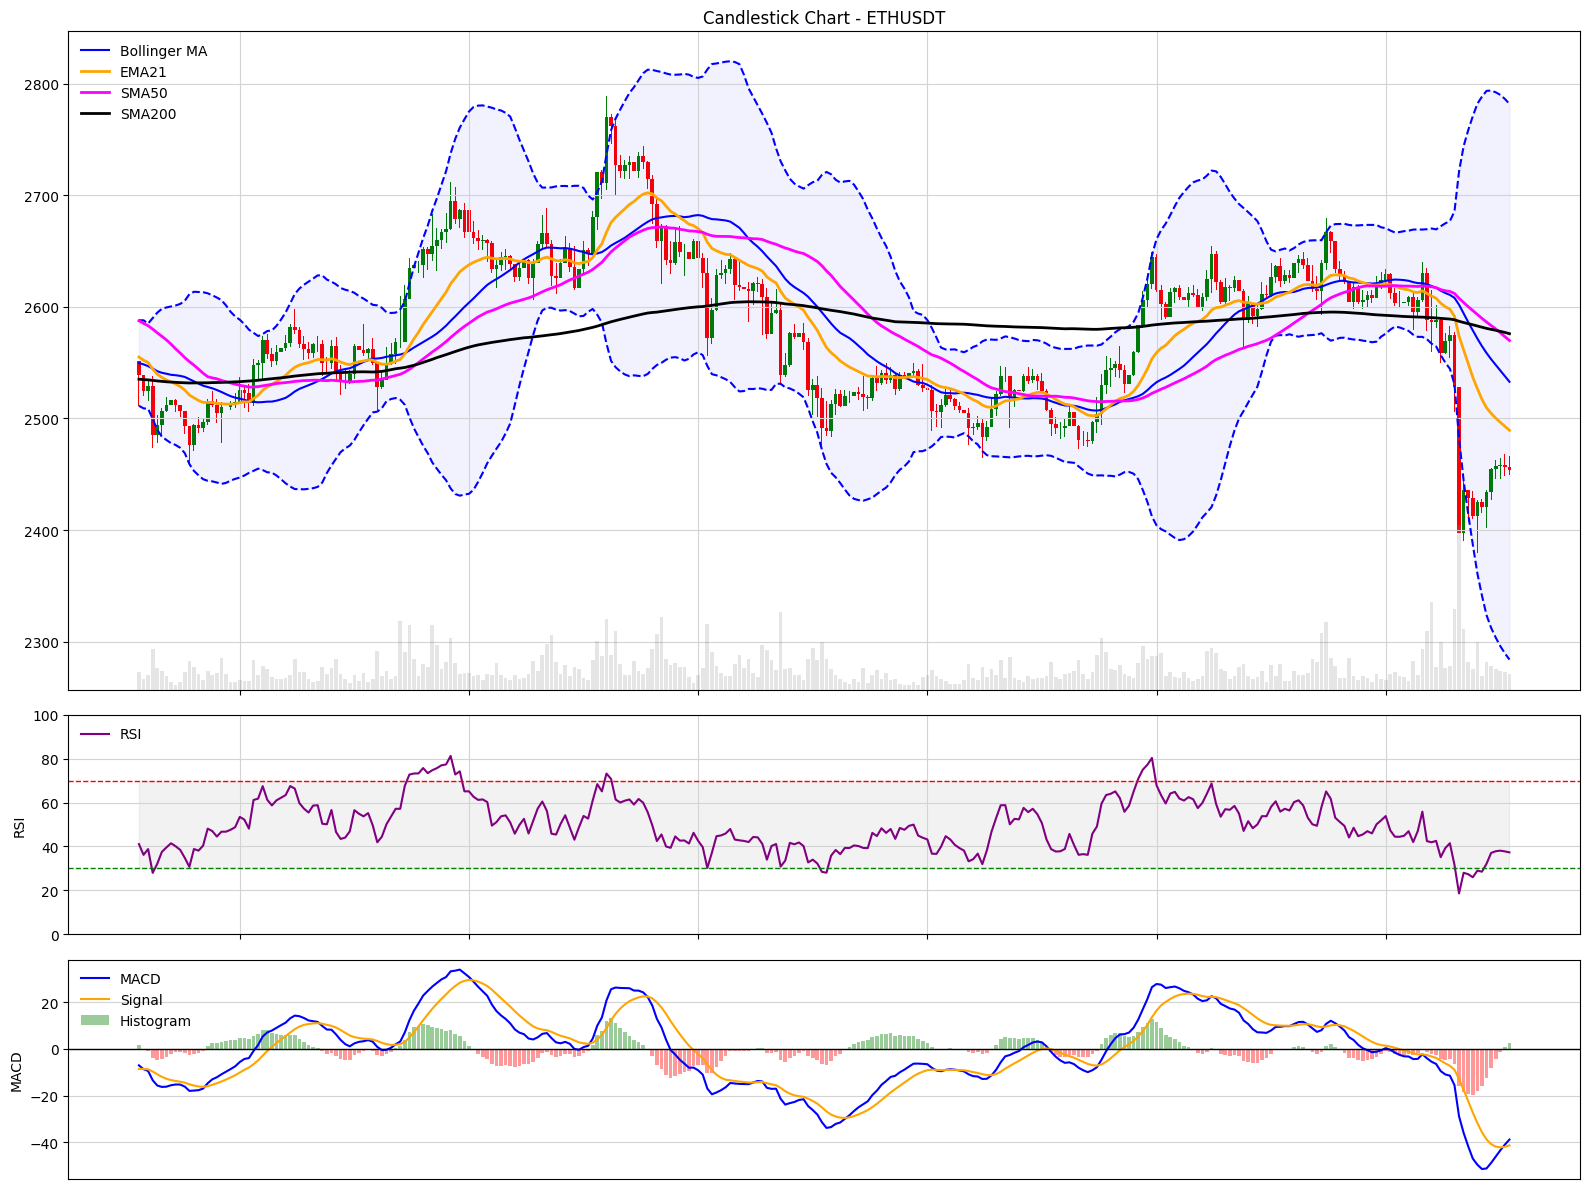 Candlestick Chart - ETHUSDT
Bollinger MA
EMA21
SMA50
SMA200
2800
2700
2600
2500
2400
2300
RSI
100
80
60
40
20
0
RSI
MACD
Signal
Histogram
20
0
−20
−40
MACD